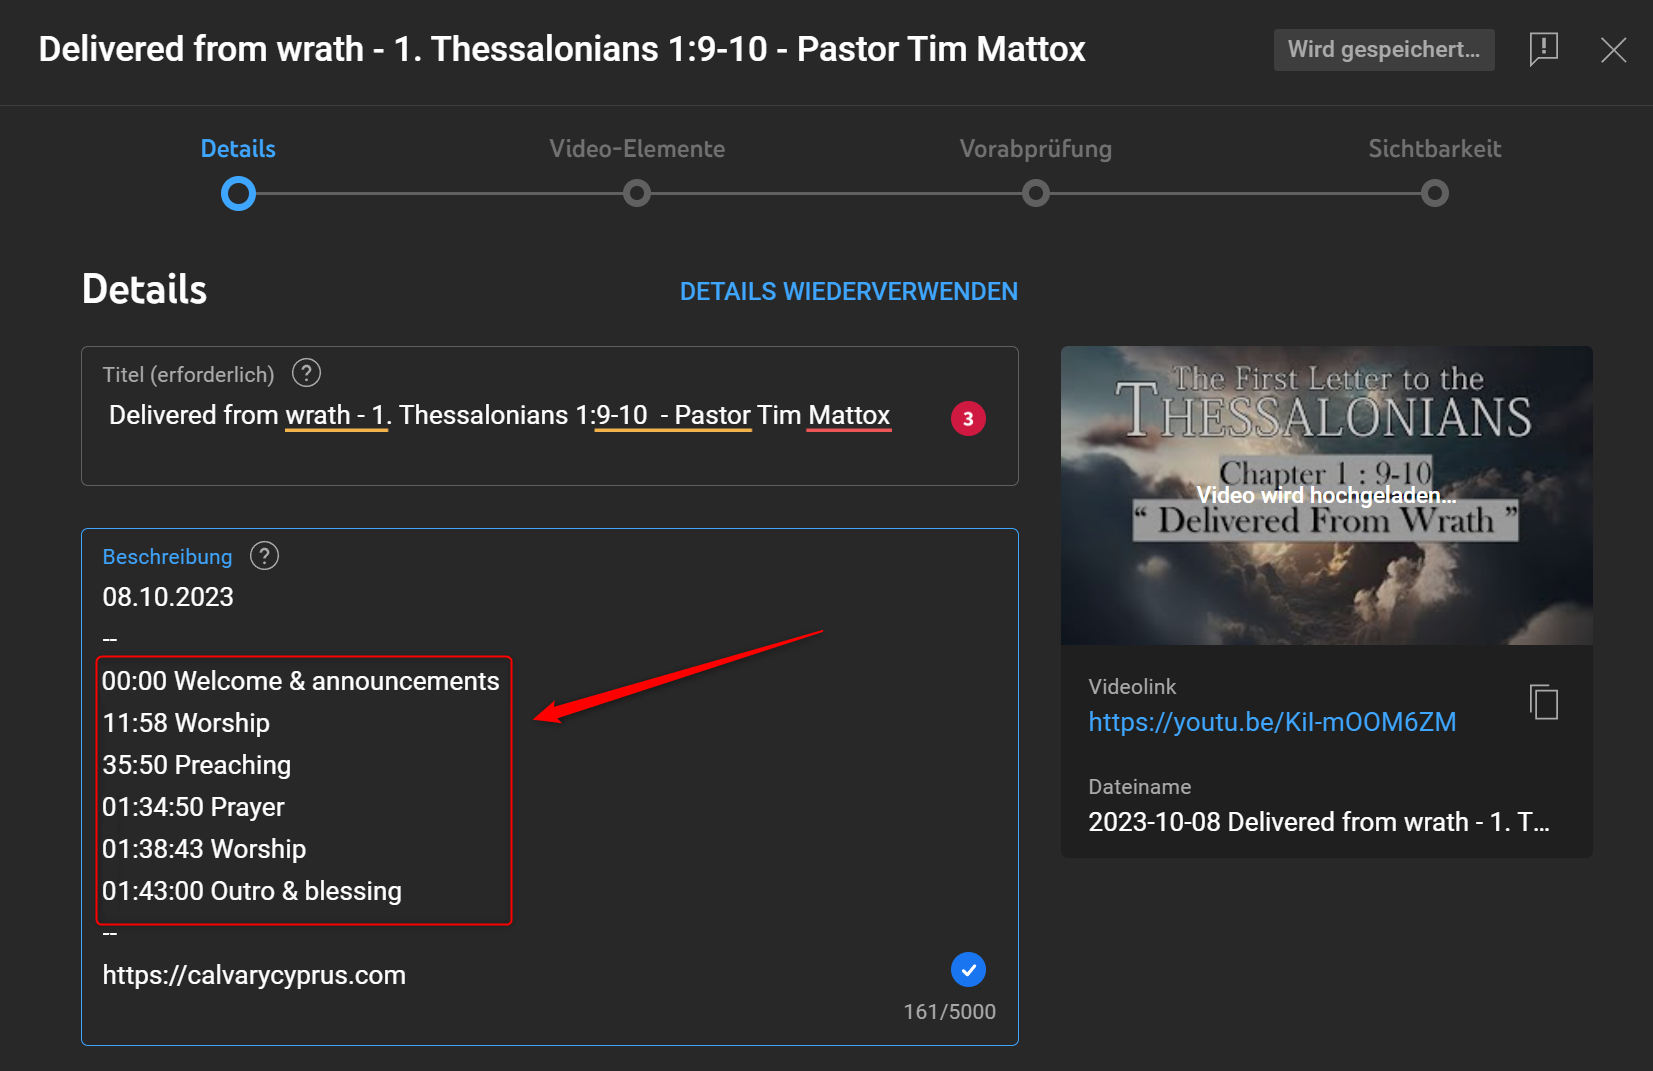 Delivered from wrath - 1. Thessalonians 1:9-10 - Pastor Tim Mattox
Wird gespeichert...
Details
Video-Elemente
Vorabprüfung
Sichtbarkeit
Details
DETAILS WIEDERVERWENDEN
Titel (erforderlich) ?
Delivered from wrath - 1. Thessalonians 1:9-10  - Pastor Tim Mattox
3
Beschreibung ?
08.10.2023
--
00:00 Welcome & announcements
11:58 Worship
35:50 Preaching
01:34:50 Prayer
01:38:43 Worship
01:43:00 Outro & blessing
--
https://calvarycyprus.com
161/5000
The First Letter to the
THESSALONIANS
Chapter 1 : 9-10
Video wird hochgeladen...
“ Delivered From Wrath ”
Videolink
https://youtu.be/KiI-mOOM6ZM
Dateiname
2023-10-08 Delivered from wrath - 1. T...